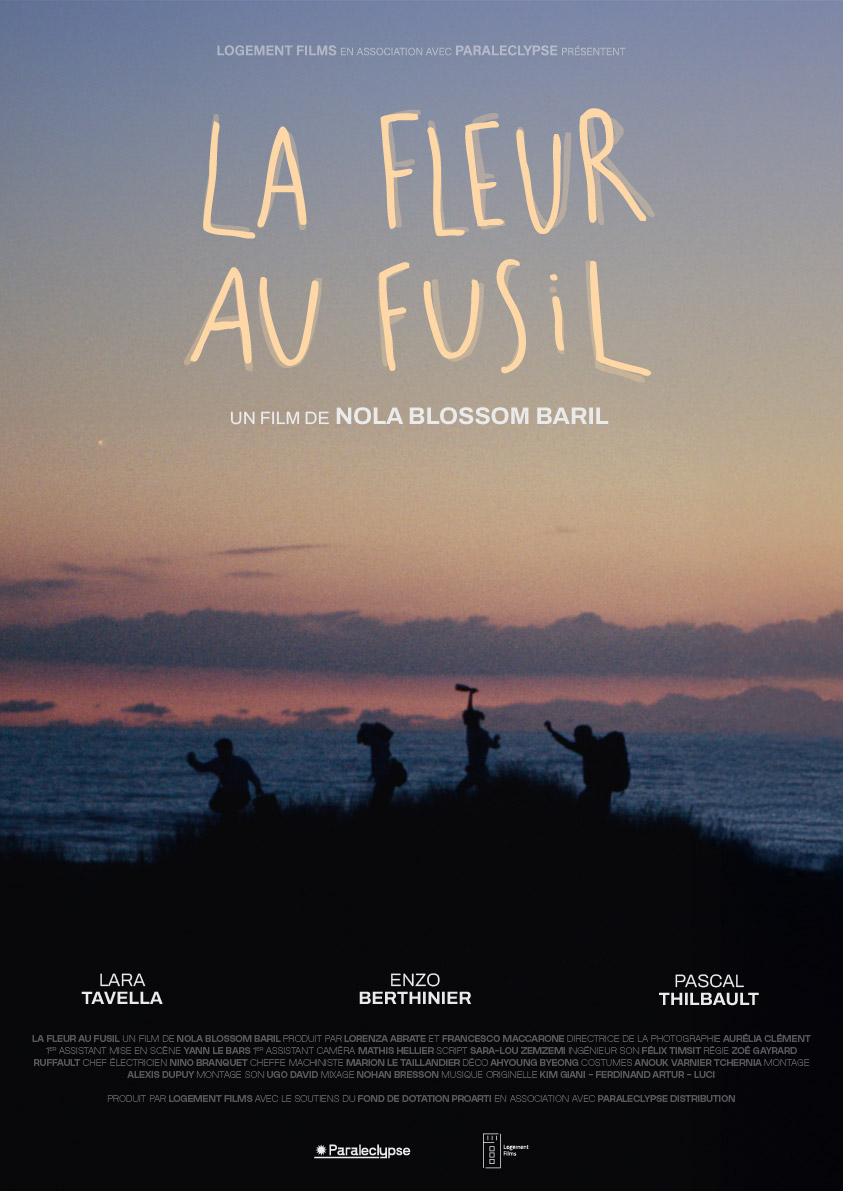 LOGEMENT FILMS EN ASSOCIATION AVEC PARALECLYPSE PRÉSENTENT
LA FLEUR
AU FUSiL
UN FILM DE NOLA BLOSSOM BARIL
LARA
TAVELLA
ENZO
BERTHINIER
PASCAL
THILBAULT
LA FLEUR AU FUSIL UN FILM DE NOLA BLOSSOM BARIL PRODUIT PAR LORENZA ABRATE ET FRANCESCO MACCARONE DIRECTRICE DE LA PHOTOGRAPHE AURÉLIA CLÉMENT
1ER ASSISTANT MISE EN SCÈNE YANN LE BARS 1ER ASSISTANT CAMÉRA MATHIS HELLIER SCRIPT SARA-LOU ZEMZEMI INGÉNIEUR SON FÉLIX TIMSIT RÉGIE ZOÉ GAYRARD
RUFFAULT CHEF ÉLECTRICIEN NINO BRANQUET CHEFFE MACHINISTE MARION LE TAILLANDIER DÉCO AHYOUNG BYEONG COSTUMES ANOUK VARNIER TCHERNIA MONTAGE
ALEXIS DUPUY MONTAGE SON UGO DAVID MIXAGE NOHAN BRESSON MUSIQUE ORIGINELLE KIM GIANI - FERDINAND ARTUR - LUCI
PRODUIT PAR LOGEMENT FILMS AVEC LE SOUTIENS DU FOND DE DOTATION PROARTI EN ASSOCIATION AVEC PARALECLYPSE DISTRIBUTION
Paraleclypse
Logement
Films